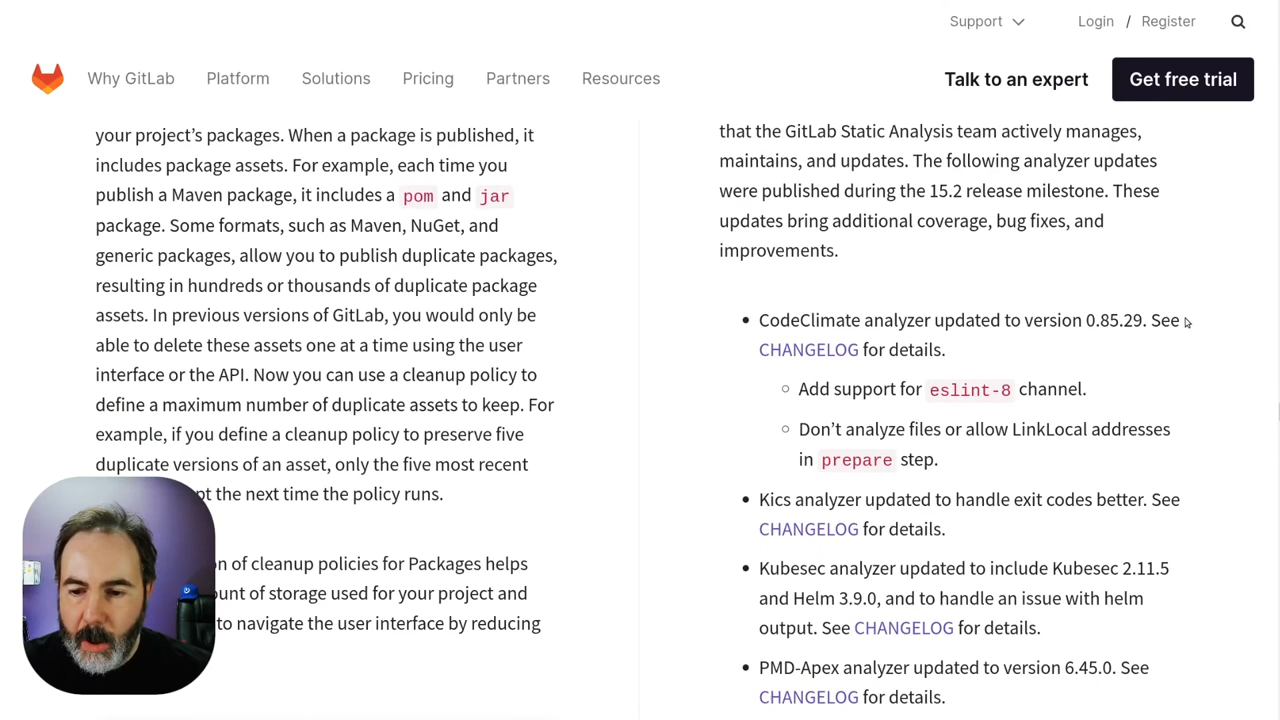 Support
Login / Register
Why GitLab
Platform
Solutions
Pricing
Partners
Resources
Talk to an expert
Get free trial
your project’s packages. When a package is published, it
includes package assets. For example, each time you
publish a Maven package, it includes a pom and jar
package. Some formats, such as Maven, NuGet, and
generic packages, allow you to publish duplicate packages,
resulting in hundreds or thousands of duplicate package
assets. In previous versions of GitLab, you would only be
able to delete these assets one at a time using the user
interface or the API. Now you can use a cleanup policy to
define a maximum number of duplicate assets to keep. For
example, if you define a cleanup policy to preserve five
duplicate versions of an asset, only the five most recent
pt the next time the policy runs.
n of cleanup policies for Packages helps
ount of storage used for your project and
to navigate the user interface by reducing
that the GitLab Static Analysis team actively manages,
maintains, and updates. The following analyzer updates
were published during the 15.2 release milestone. These
updates bring additional coverage, bug fixes, and
improvements.
• CodeClimate analyzer updated to version 0.85.29. See
CHANGELOG for details.
◦ Add support for eslint-8 channel.
◦ Don’t analyze files or allow LinkLocal addresses
in prepare step.
• Kics analyzer updated to handle exit codes better. See
CHANGELOG for details.
• Kubesec analyzer updated to include Kubesec 2.11.5
and Helm 3.9.0, and to handle an issue with helm
output. See CHANGELOG for details.
• PMD-Apex analyzer updated to version 6.45.0. See
CHANGELOG for details.